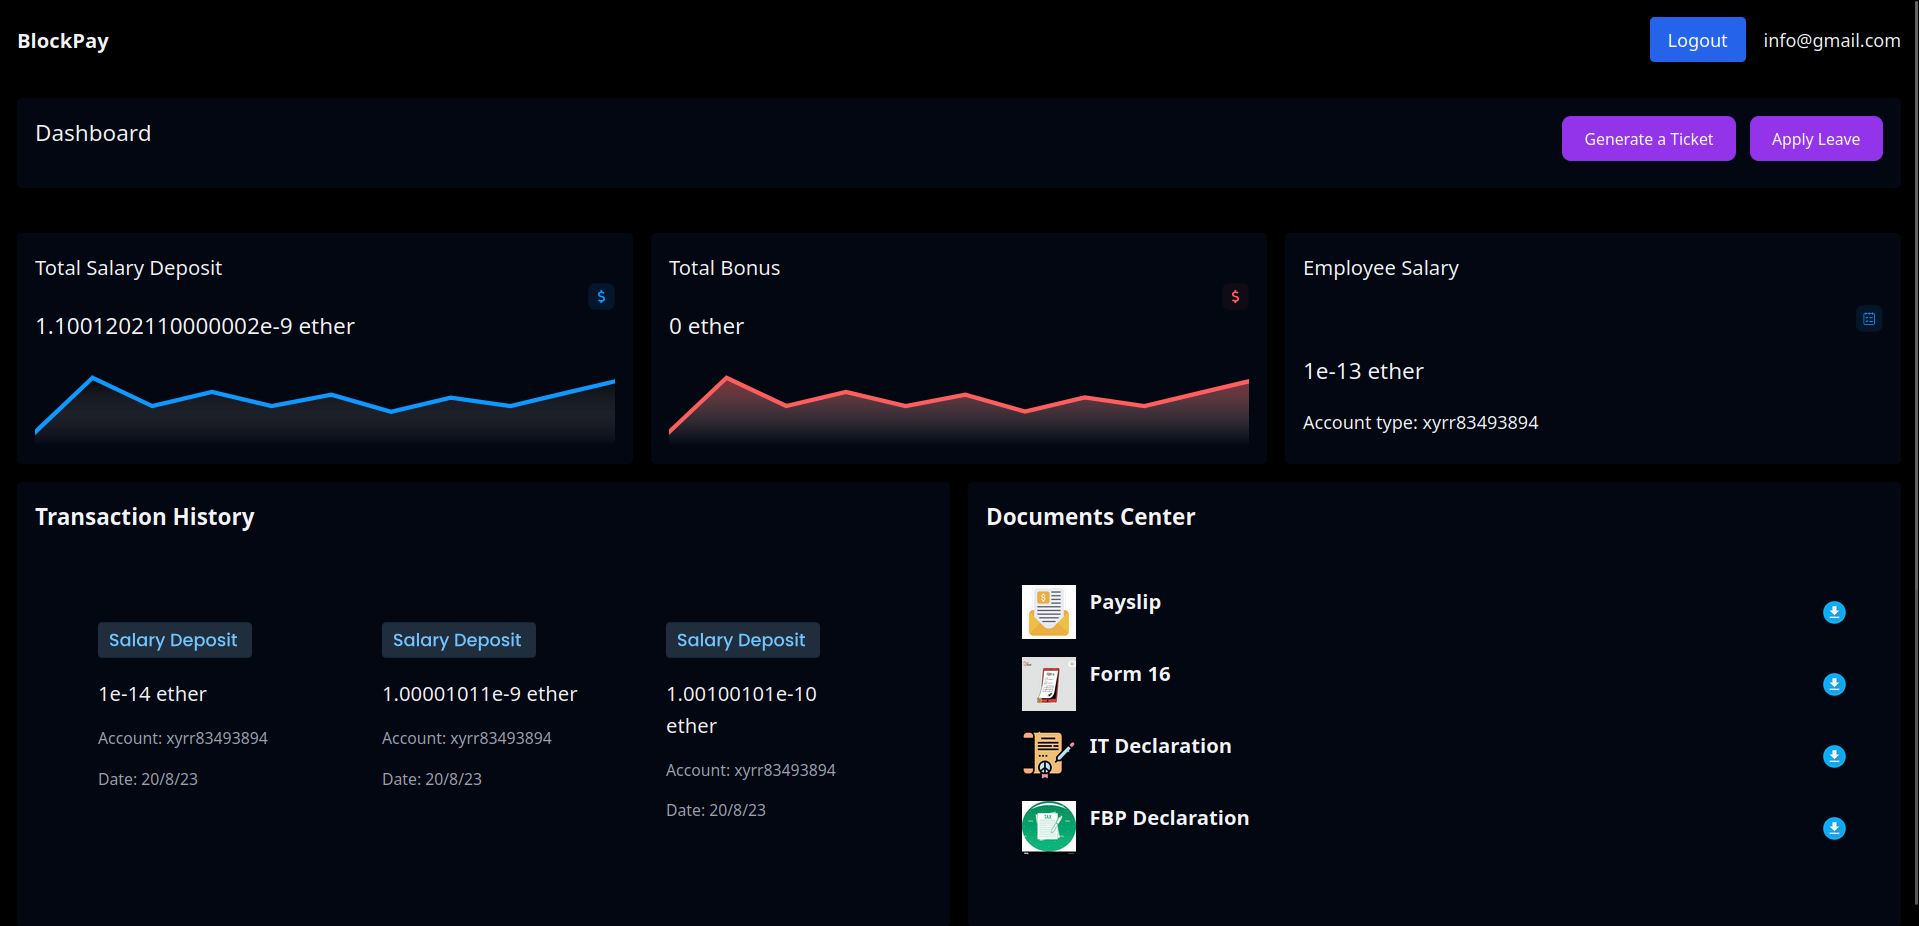 BlockPay
Logout
info@gmail.com
Dashboard
Generate a Ticket
Apply Leave
Total Salary Deposit
$
1.1001202110000002e-9 ether
Total Bonus
$
0 ether
Employee Salary
1e-13 ether
Account type: xyrr83493894
Transaction History
Salary Deposit
1e-14 ether
Account: xyrr83493894
Date: 20/8/23
Salary Deposit
1.00001011e-9 ether
Account: xyrr83493894
Date: 20/8/23
Salary Deposit
1.00100101e-10
ether
Account: xyrr83493894
Date: 20/8/23
Documents Center
$
Payslip
Form 16
IT Declaration
TAX
FBP Declaration